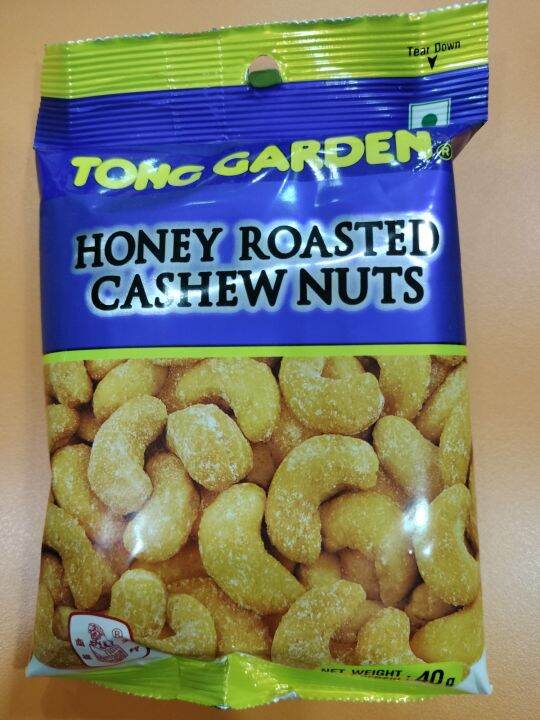 Tear Down
TONG GARDEN®
HONEY ROASTED
CASHEW NUTS
®
NET WEIGHT
: 40g